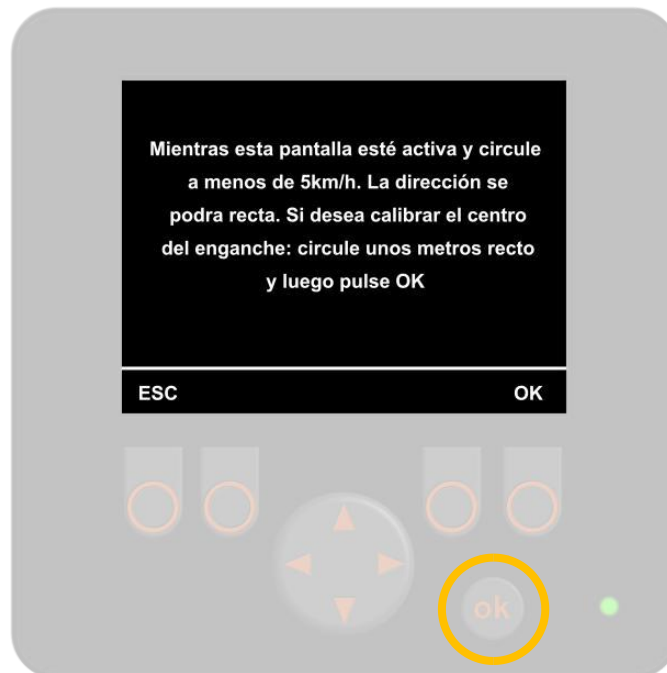 Mientras esta pantalla esté activa y circule
a menos de 5km/h. La dirección se
podra recta. Si desea calibrar el centro
del enganche: circule unos metros recto
y luego pulse OK
ESC OK
ok